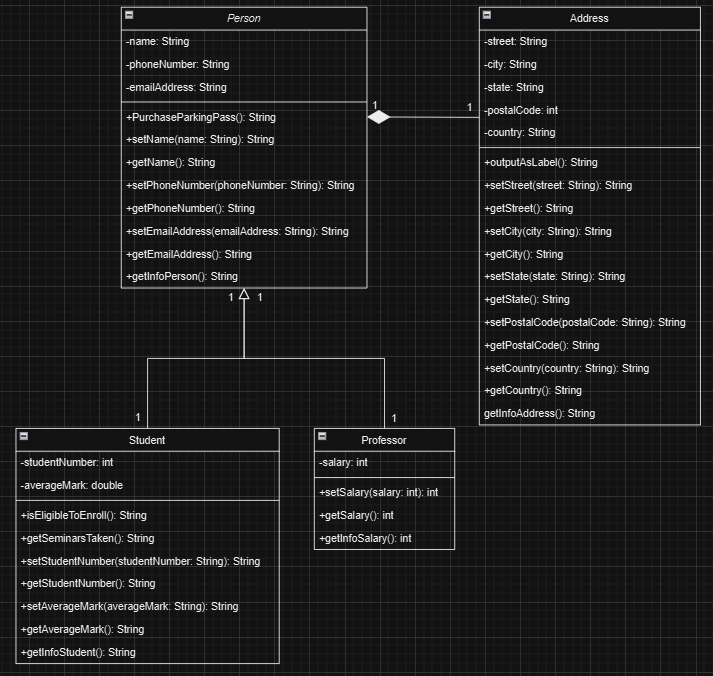 Person
-name: String
-phoneNumber: String
-emailAddress: String
+PurchaseParkingPass(): String
+setName(name: String): String
+getName(): String
+setPhoneNumber(phoneNumber: String): String
+getPhoneNumber(): String
+setEmailAddress(emailAddress: String): String
+getEmailAddress(): String
+getInfoPerson(): String
1
1
Address
-street: String
-city: String
-state: String
-postalCode: int
-country: String
+outputAsLabel(): String
+setStreet(street: String): String
+getStreet(): String
+setCity(city: String): String
+getCity(): String
+setState(state: String): String
+getState(): String
+setPostalCode(postalCode: String): String
+getPostalCode(): String
+setCountry(country: String): String
+getCountry(): String
getInfoAddress(): String
1
1
1
1
Student
-studentNumber: int
-averageMark: double
+isEligibleToEnroll(): String
+getSeminarsTaken(): String
+setStudentNumber(studentNumber: String): String
+getStudentNumber(): String
+setAverageMark(averageMark: String): String
+getAverageMark(): String
+getInfoStudent(): String
Professor
-salary: int
+setSalary(salary: int): int
+getSalary(): int
+getInfoSalary(): int